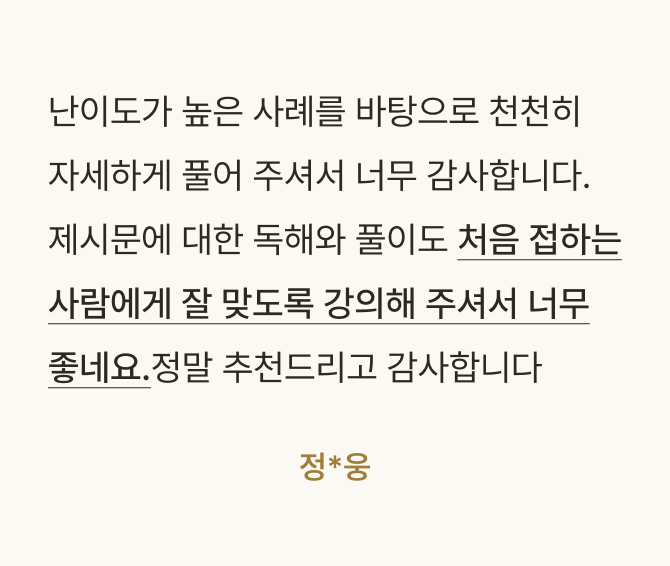 난이도가 높은 사례를 바탕으로 천천히
자세하게 풀어 주셔서 너무 감사합니다.
제시문에 대한 독해와 풀이도 처음 접하는
사람에게 잘 맞도록 강의해 주셔서 너무
좋네요.정말 추천드리고 감사합니다
정*웅